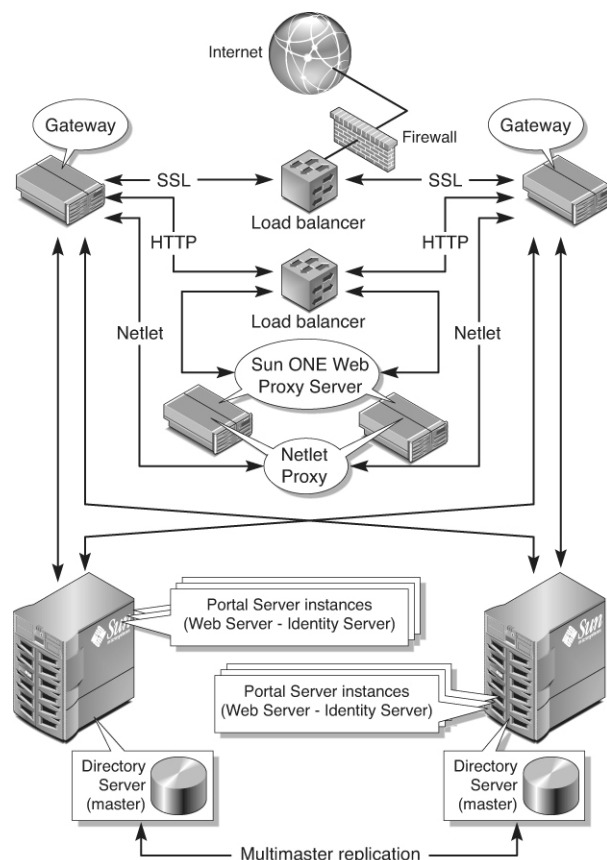 Internet
Gateway
Firewall
Gateway
SSL
SSL
Load balancer
HTTP
HTTP
Load balancer
Netlet
Netlet
Sun ONE Web
Proxy Server
Netlet
Proxy
Sun
Sun
Portal Server instances
(Web Server - Identity Server)
Portal Server instances
(Web Server - Identity Server)
Directory
Server
(master)
Directory
Server
(master)
Multimaster replication